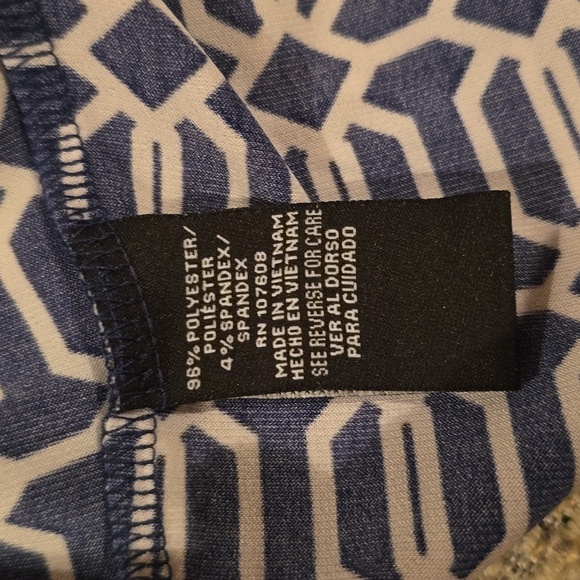 96% POLYESTER/
POLIÉSTER
4% SPANDEX/
SPANDEX
RN 107608
MADE IN VIETNAM
HECHO EN VIETNAM
SEE REVERSE FOR CARE
VER AL DORSO
PARA CUIDADO